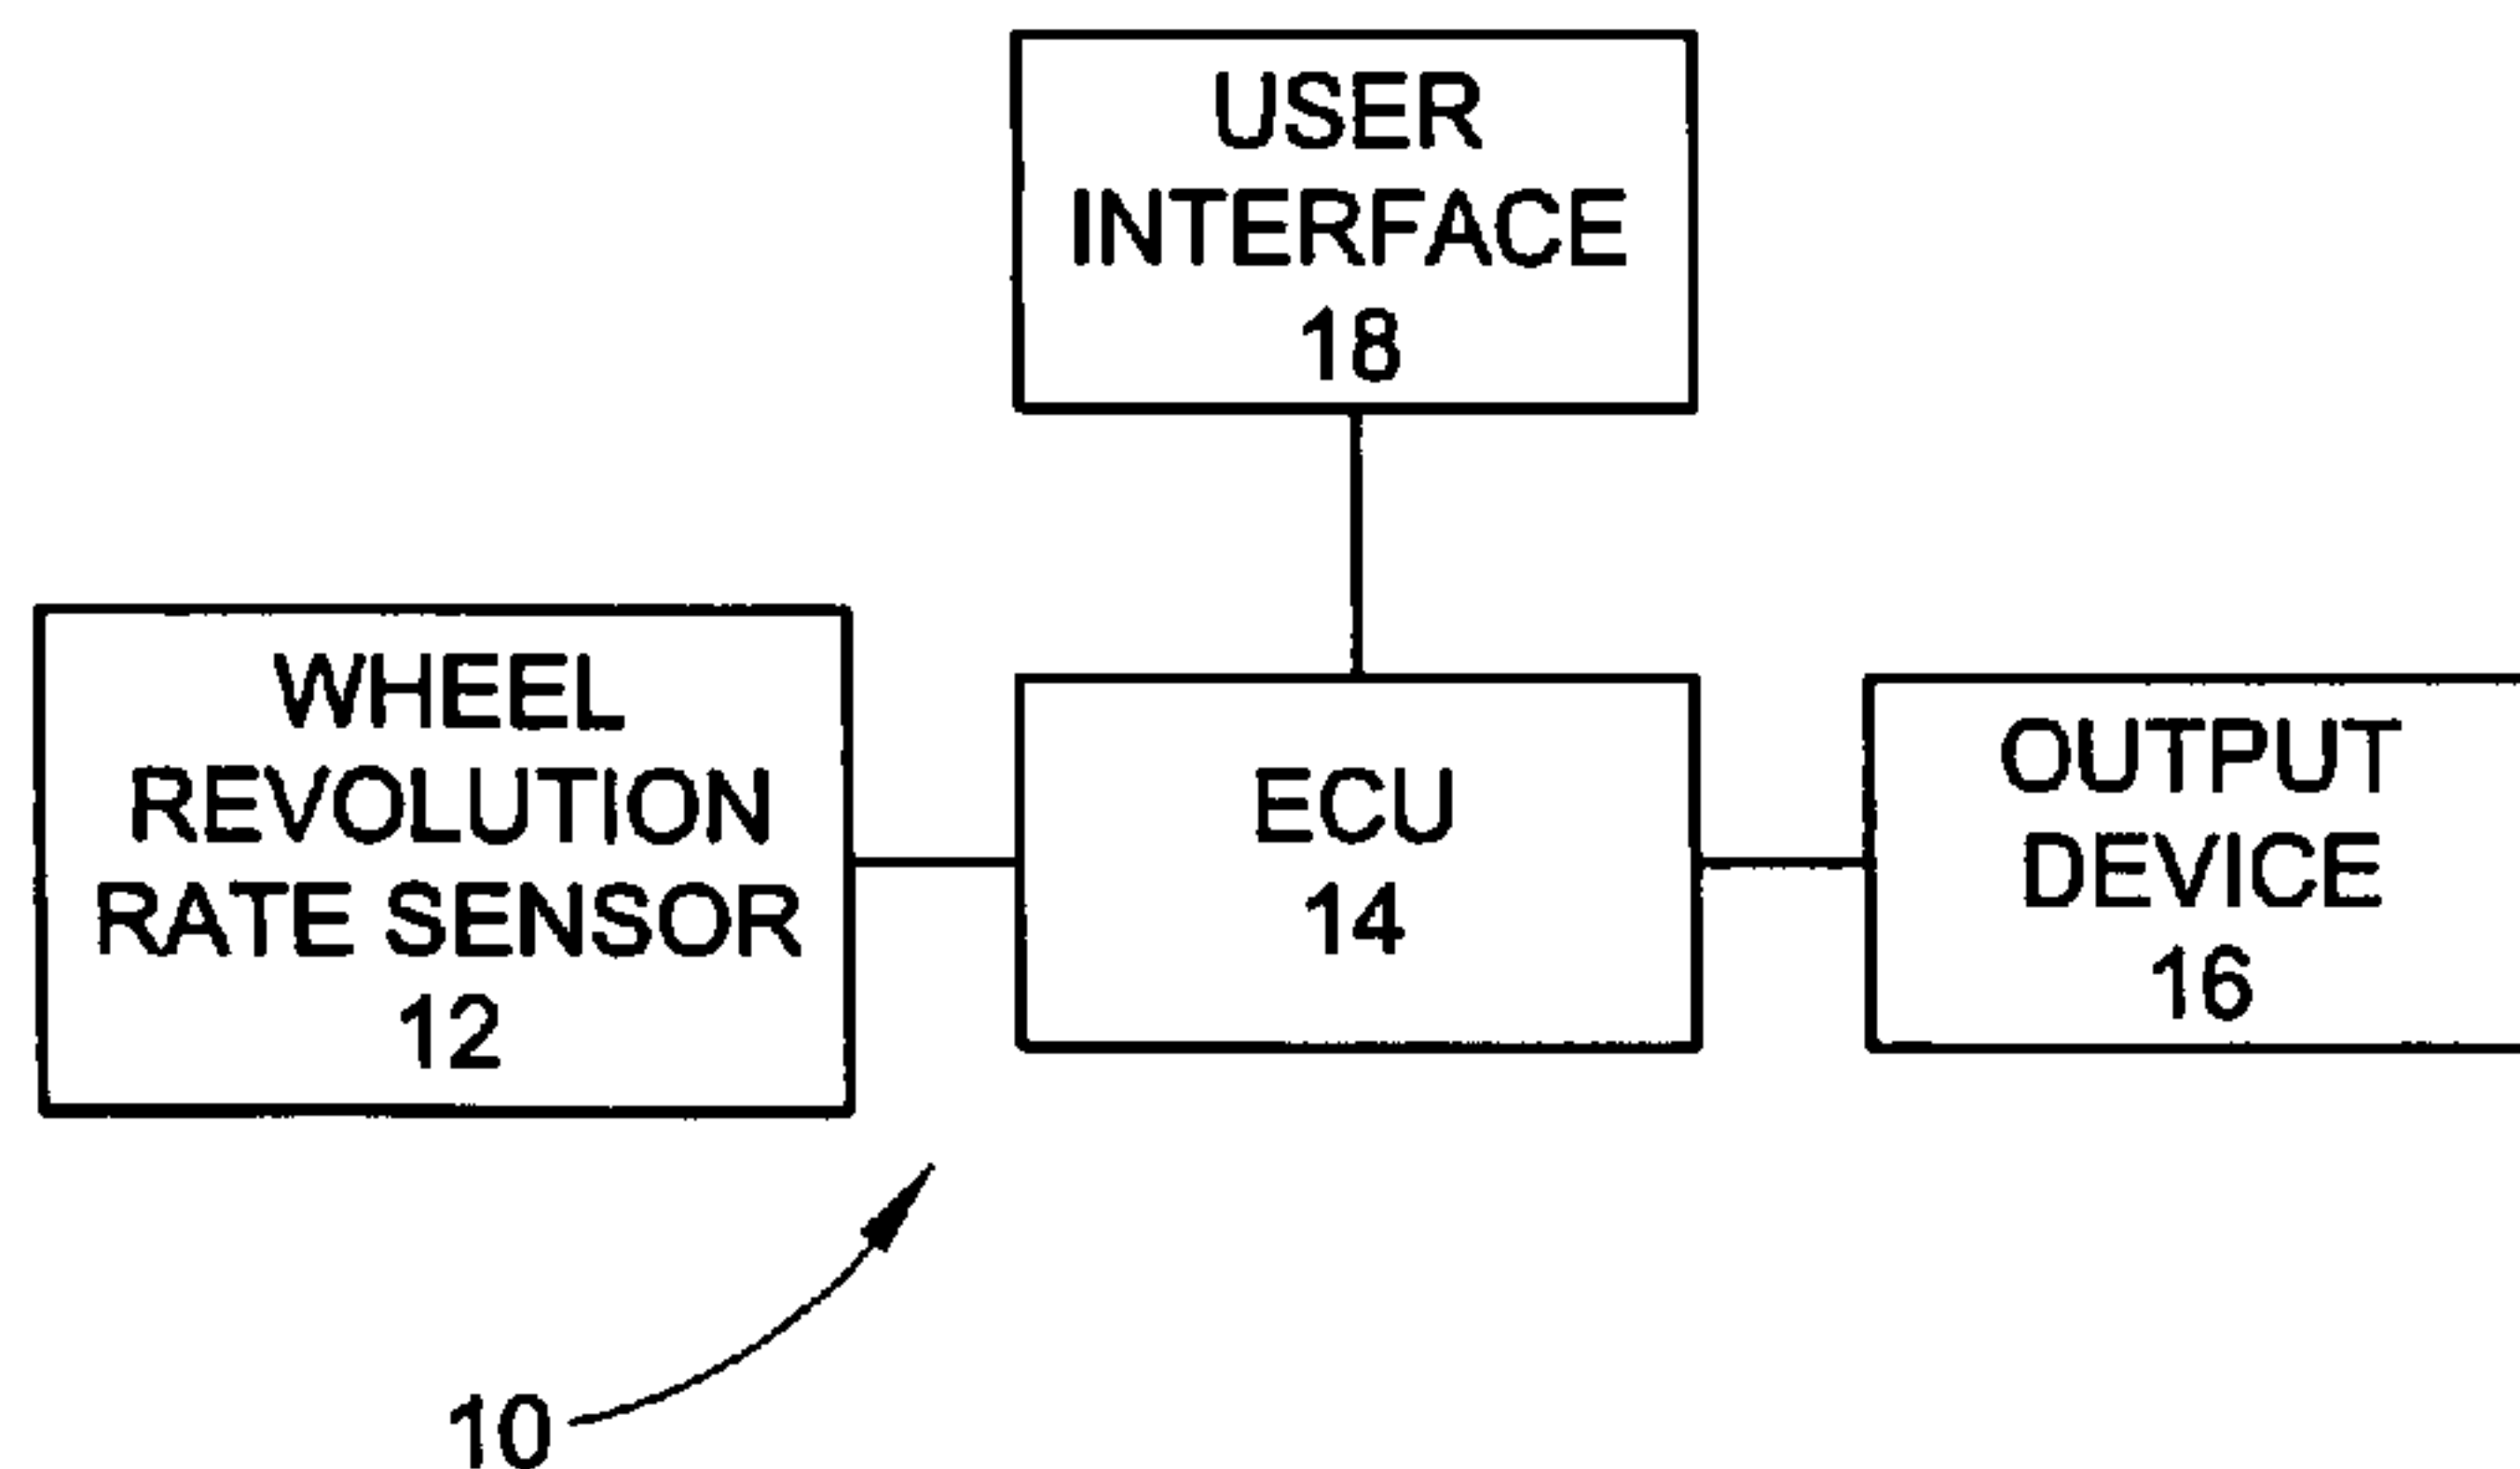 USER
INTERFACE
18
WHEEL
REVOLUTION
RATE SENSOR
12
ECU
14
OUTPUT
DEVICE
16
10